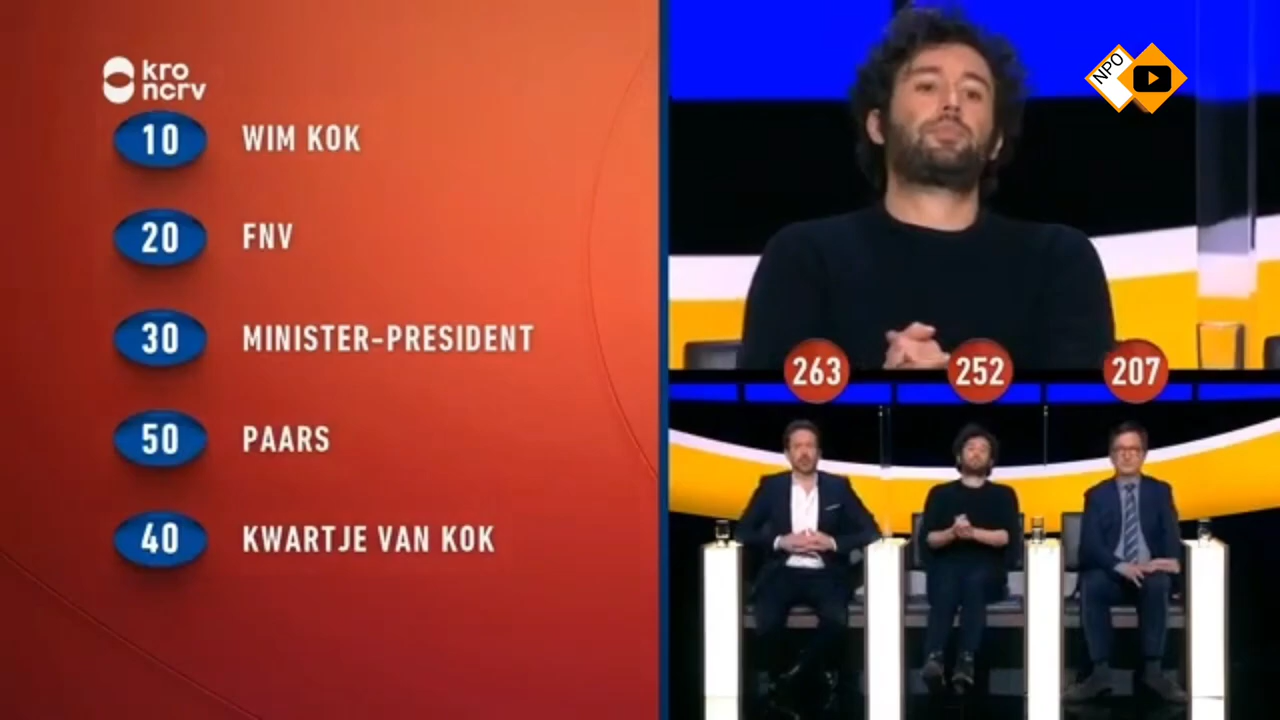 kro
ncrv
10 WIM KOK
20 FNV
30 MINISTER-PRESIDENT
50 PAARS
40 KWARTJE VAN KOK
NPO
263 252 207